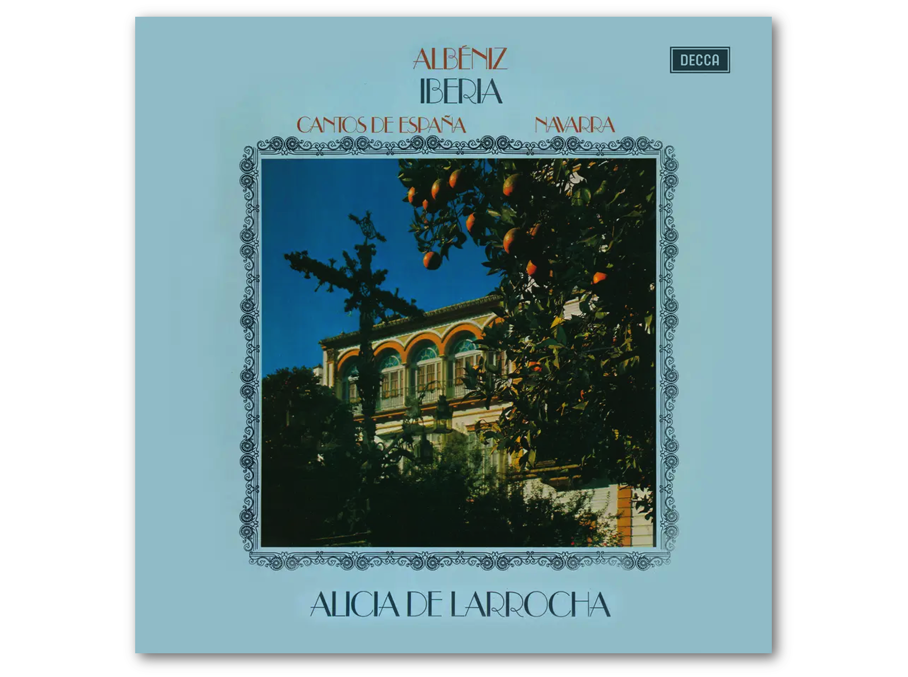 ALBÉNIZ
DECCA
IBERIA
CANTOS DE ESPAÑA NAVARRA
ALICIA DE LARROCHA